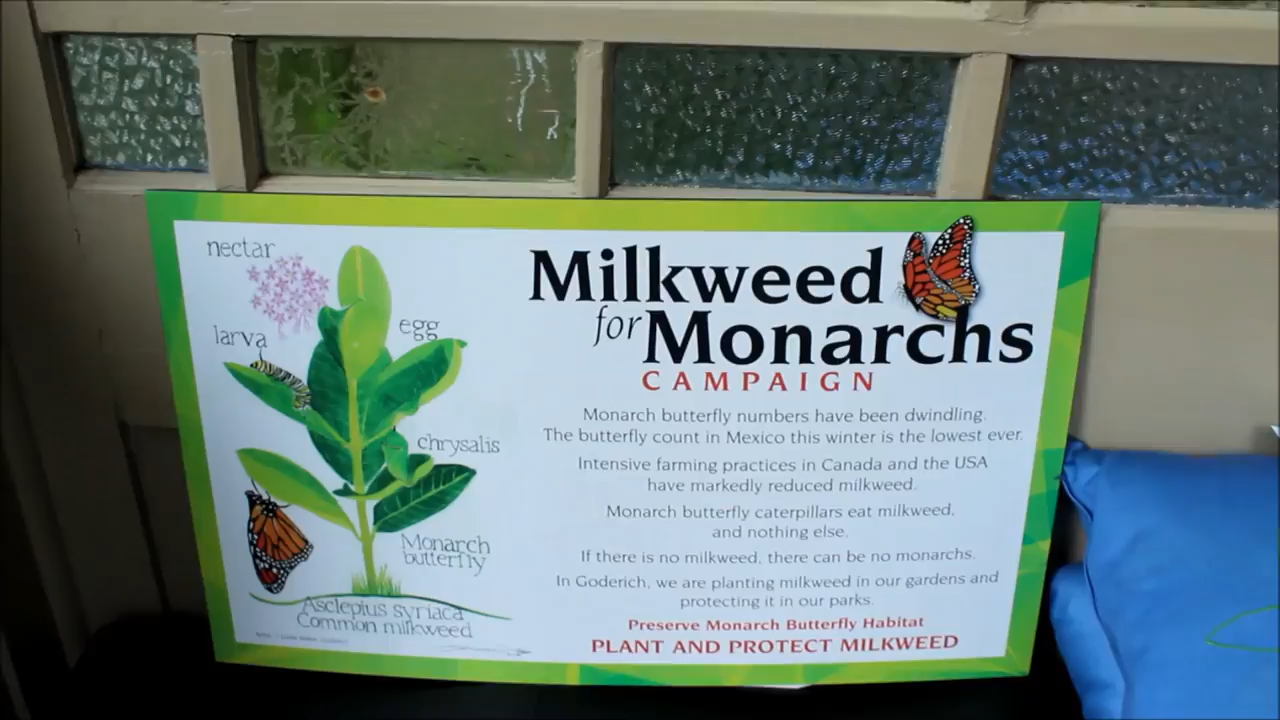 nectar
larva
egg
chrysalis
Monarch
butterfly
Asclepius syriaca
Common milkweed
Milkweed
for Monarchs
CAMPAIGN
Monarch butterfly numbers have been dwindling.
The butterfly count in Mexico this winter is the lowest ever.
Intensive farming practices in Canada and the USA
have markedly reduced milkweed.
Monarch butterfly caterpillars eat milkweed,
and nothing else.
If there is no milkweed, there can be no monarchs.
In Goderich, we are planting milkweed in our gardens and
protecting it in our parks.
Preserve Monarch Butterfly Habitat
PLANT AND PROTECT MILKWEED